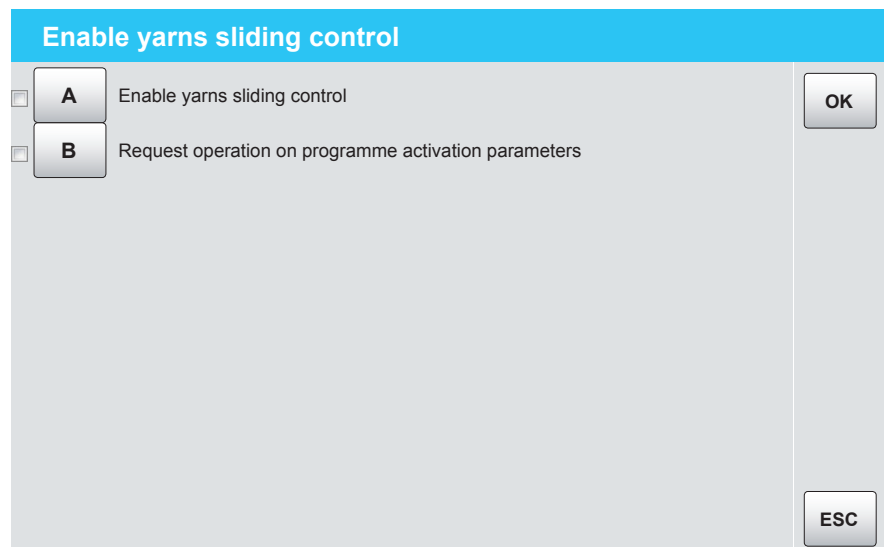 Enable yarns sliding control
A Enable yarns sliding control
OK
B Request operation on programme activation parameters
ESC